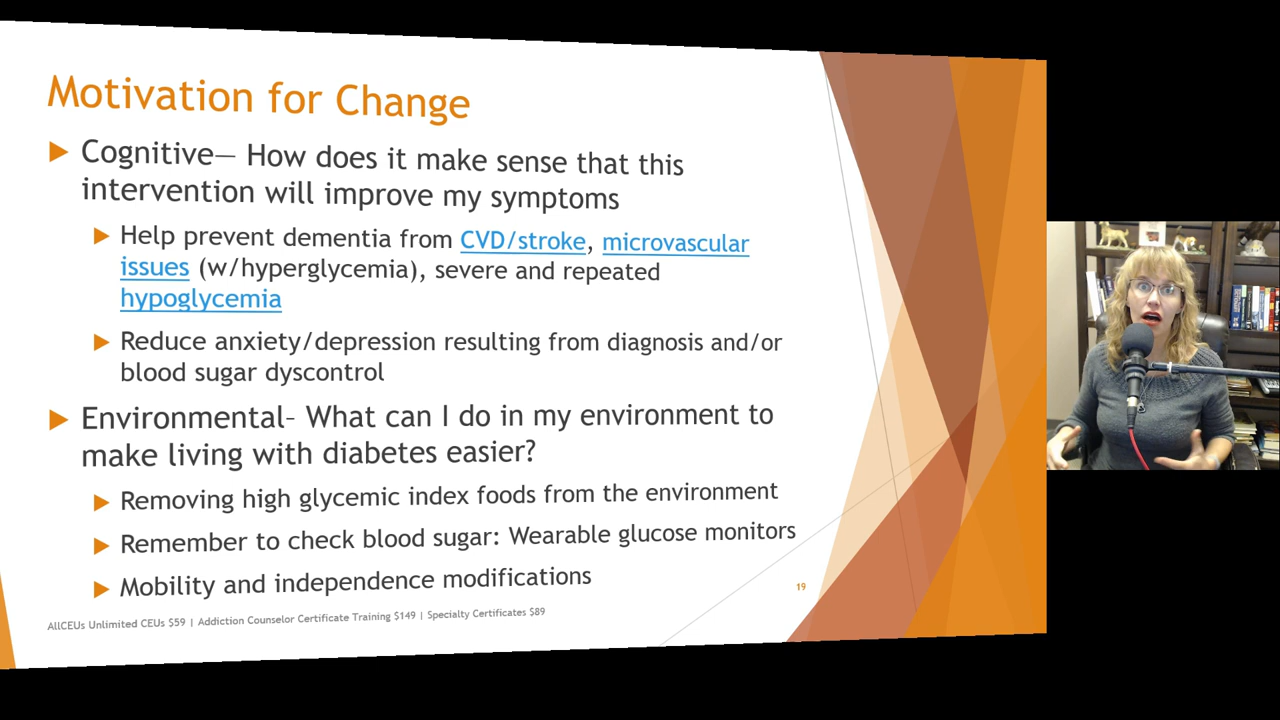 Motivation for Change
Cognitive— How does it make sense that this
intervention will improve my symptoms
Help prevent dementia from CVD/stroke, microvascular
issues (w/hyperglycemia), severe and repeated
hypoglycemia
Reduce anxiety/depression resulting from diagnosis and/or
blood sugar dyscontrol
Environmental– What can I do in my environment to
make living with diabetes easier?
Removing high glycemic index foods from the environment
Remember to check blood sugar: Wearable glucose monitors
Mobility and independence modifications
19
AllCEUs Unlimited CEUs $59 | Addiction Counselor Certificate Training $149 | Specialty Certificates $89